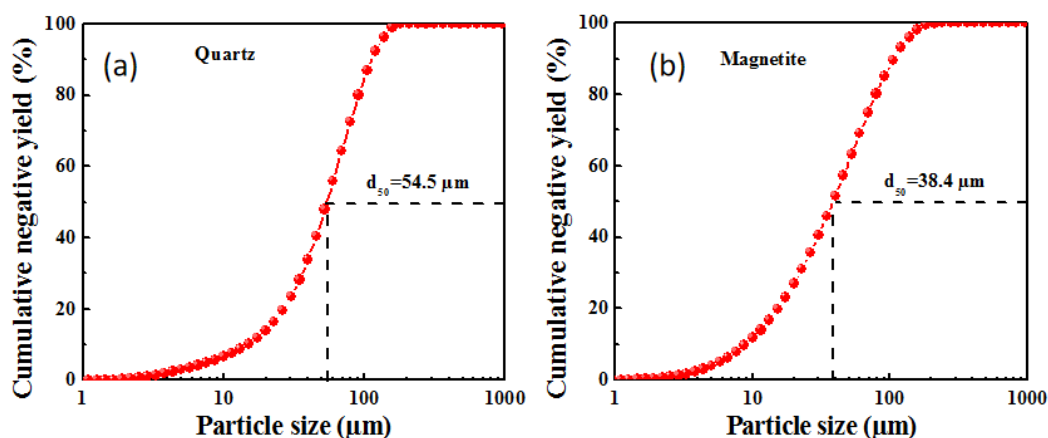 (a)
Quartz
d50=54.5 µm
Cumulative negative yield (%)
100
80
60
40
20
0
1
10
100
1000
Particle size (µm)
(b)
Magnetite
d50=38.4 µm
Cumulative negative yield (%)
100
80
60
40
20
0
1
10
100
1000
Particle size (µm)